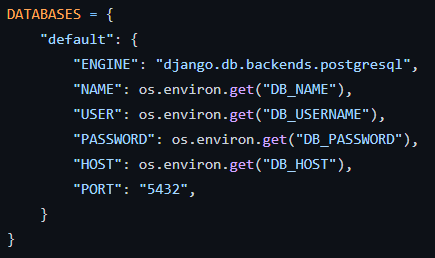 DATABASES = {
    "default": {
        "ENGINE": "django.db.backends.postgresql",
        "NAME": os.environ.get("DB_NAME"),
        "USER": os.environ.get("DB_USERNAME"),
        "PASSWORD": os.environ.get("DB_PASSWORD"),
        "HOST": os.environ.get("DB_HOST"),
        "PORT": "5432",
    }
}